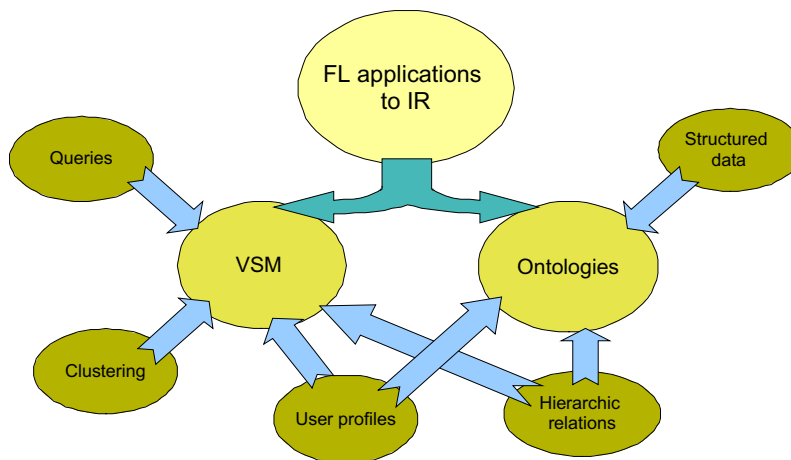 FL applications
to IR
Queries
Structured
data
VSM
Ontologies
Clustering
User profiles
Hierarchic
relations